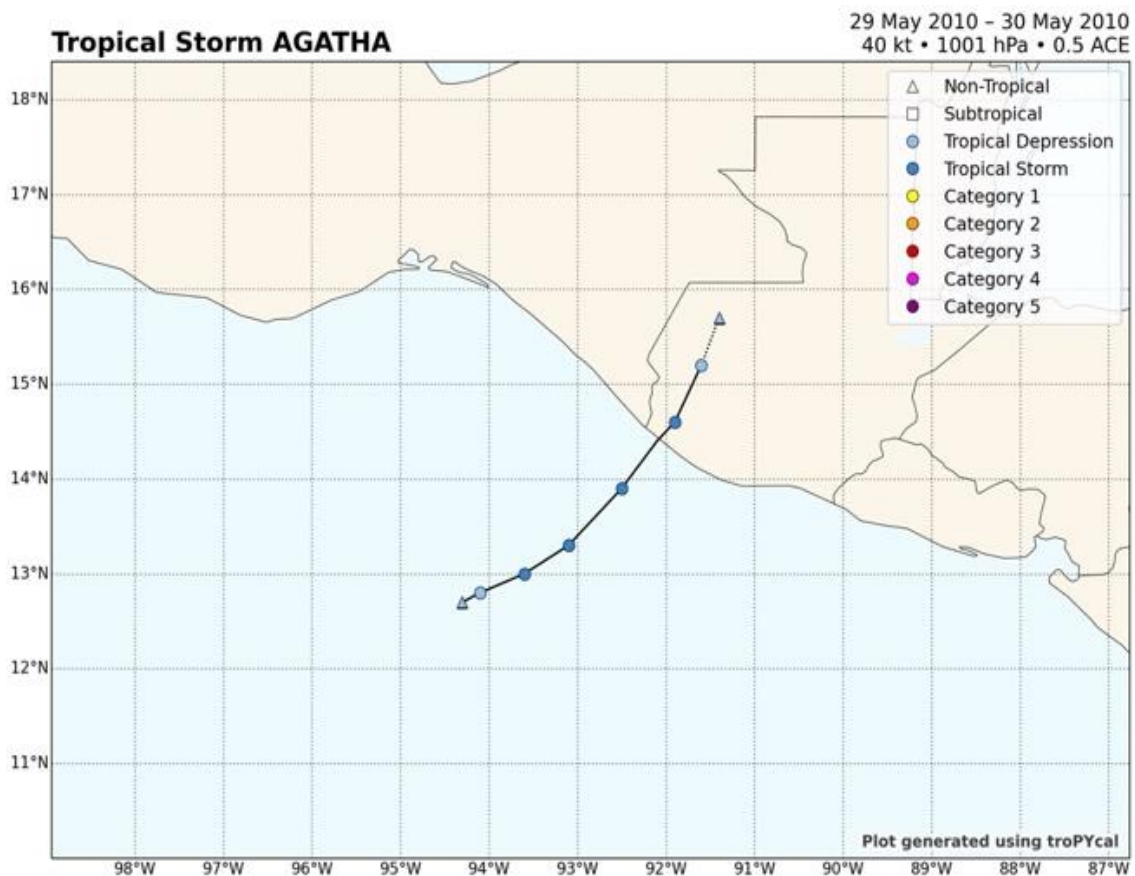 Tropical Storm AGATHA
29 May 2010 – 30 May 2010
40 kt • 1001 hPa • 0.5 ACE
Non-Tropical
Subtropical
Tropical Depression
Tropical Storm
Category 1
Category 2
Category 3
Category 4
Category 5
18°N
17°N
16°N
15°N
14°N
13°N
12°N
11°N
Plot generated using troPYcal
98°W 97°W 96°W 95°W 94°W 93°W 92°W 91°W 90°W 89°W 88°W 87°W